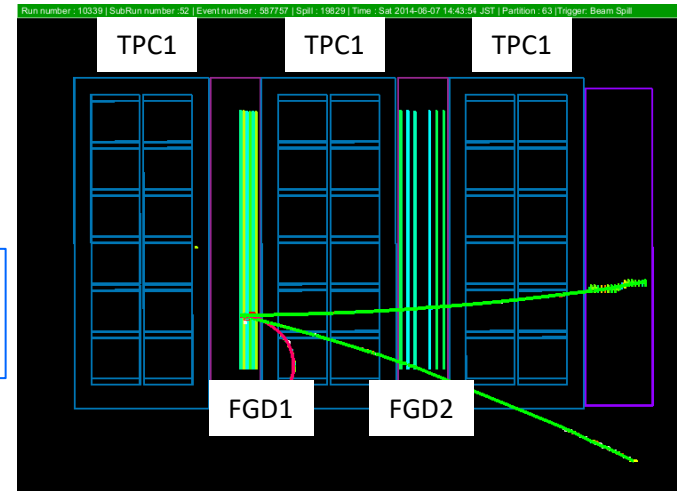 Run number : 10339 | SubRun number :52 | Event number : 587757 | Spill : 19829 | Time : Sat 2014-06-07 14:43:54 JST | Partition : 63 |Trigger: Beam Spill
TPC1 TPC1 TPC1
FGD1 FGD2